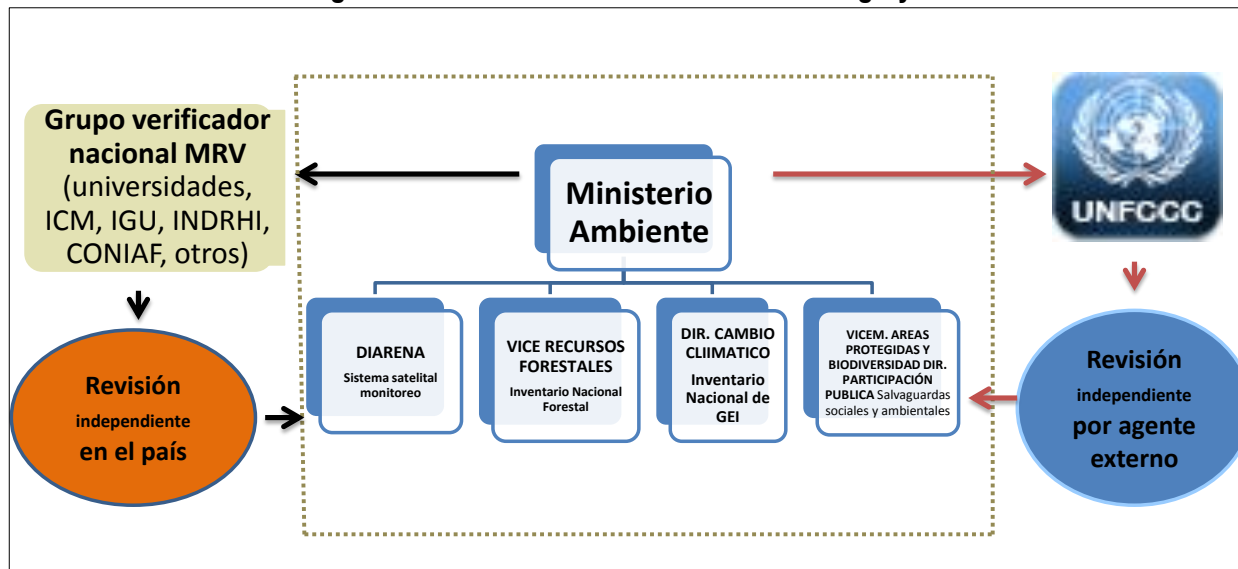 Grupo verificador
nacional MRV
(universidades,
ICM, IGU, INDRHI,
CONIAF, otros)
Revisión
independiente
en el país
Ministerio
Ambiente
DIARENA
Sistema satelital
monitoreo
VICE RECURSOS
FORESTALES
Inventario Nacional
Forestal
DIR. CAMBIO
CLIIMATICO
Inventario
Nacional de
GEI
VICEM. AREAS
PROTEGIDAS Y
BIODIVERSIDAD DIR.
PARTICIPACIÓN
PUBLICA Salvaguardas
sociales y ambientales
UNFCCC
Revisión
independiente
por agente
externo